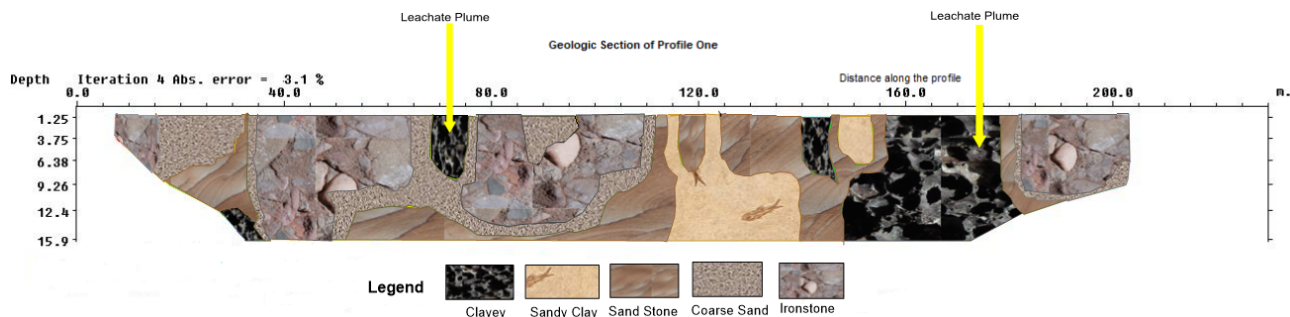 Leachate Plume
Leachate Plume
Geologic Section of Profile One
Depth Iteration 4 Abs. error = 3.1 %
Distance along the profile
0.0 40.0 80.0 120.0 160.0 200.0 m.
1.25
3.75
6.38
9.26
12.4
15.9
Legend
Clayey Sandy Clay Sand Stone Coarse Sand Ironstone